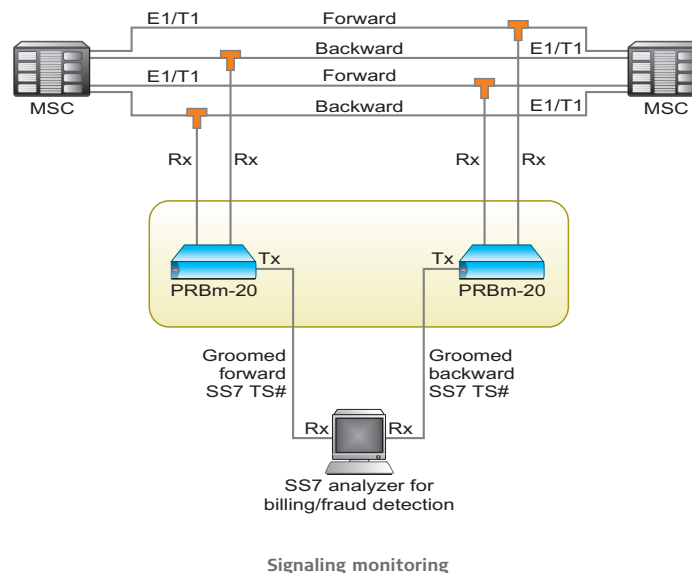 E1/T1 Forward
Backward E1/T1
E1/T1 Forward
Backward E1/T1
MSC MSC
Rx Rx Rx Rx
Tx Tx
PRBm-20 PRBm-20
Groomed
forward
SS7 TS#
Groomed
backward
SS7 TS#
Rx Rx
SS7 analyzer for
billing/fraud detection
Signaling monitoring